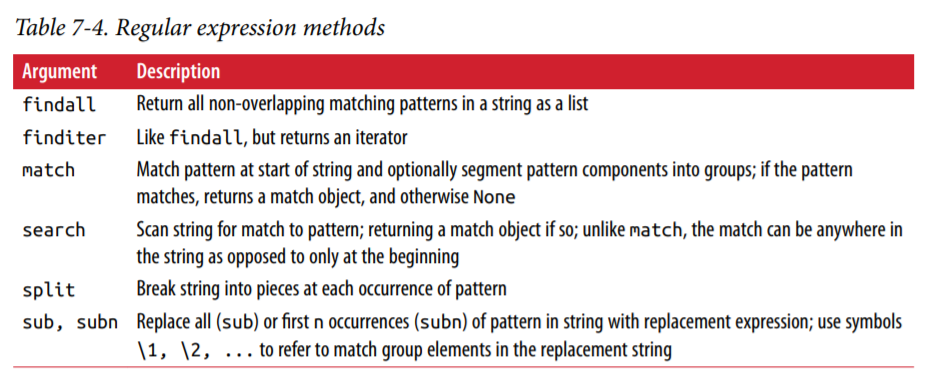 Table 7-4. Regular expression methods
Argument Description
findall Return all non-overlapping matching patterns in a string as a list
finditer Like findall, but returns an iterator
match Match pattern at start of string and optionally segment pattern components into groups; if the pattern
matches, returns a match object, and otherwise None
search Scan string for match to pattern; returning a match object if so; unlike match, the match can be anywhere in
the string as opposed to only at the beginning
split Break string into pieces at each occurrence of pattern
sub, subn Replace all (sub) or first n occurrences (subn) of pattern in string with replacement expression; use symbols
\1, \2, ... to refer to match group elements in the replacement string